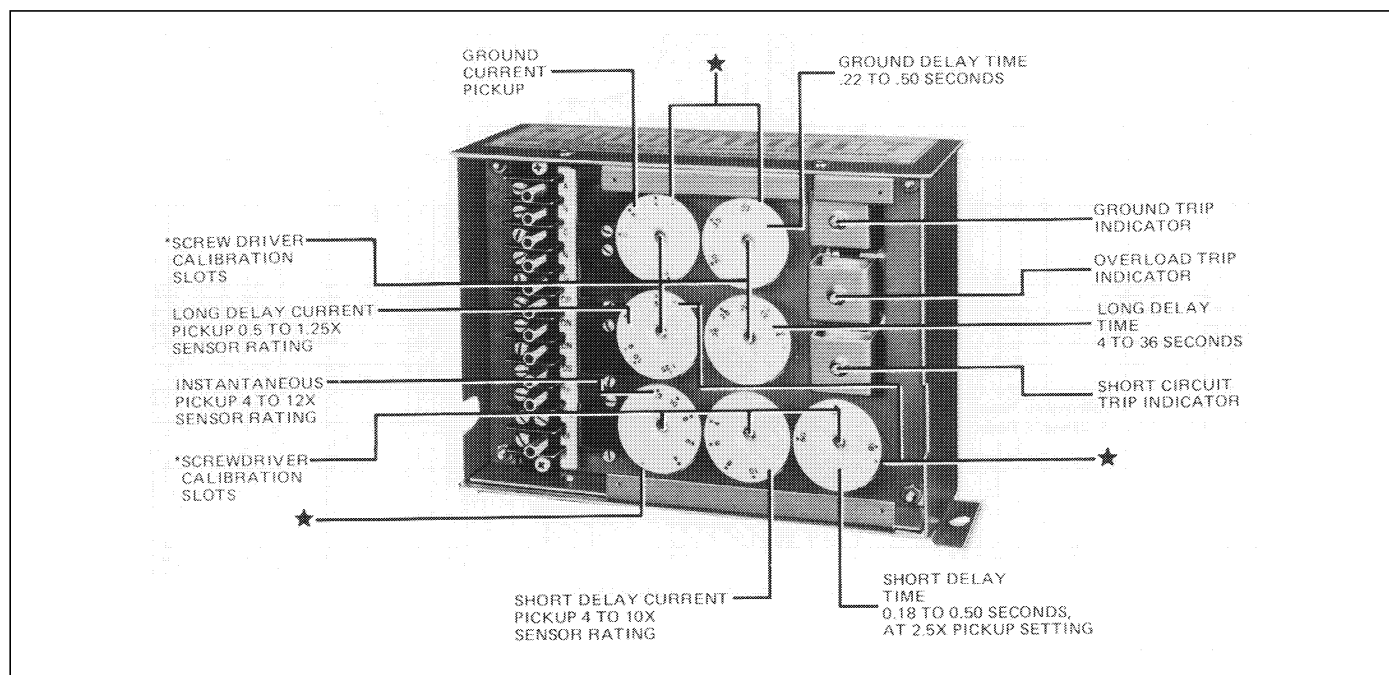 GROUND
CURRENT
PICKUP
★
GROUND DELAY TIME
.22 TO .50 SECONDS
GROUND TRIP
INDICATOR
*SCREW DRIVER
CALIBRATION
SLOTS
OVERLOAD TRIP
INDICATOR
LONG DELAY CURRENT
PICKUP 0.5 TO 1.25X
SENSOR RATING
LONG DELAY
TIME
4 TO 36 SECONDS
INSTANTANEOUS
PICKUP 4 TO 12X
SENSOR RATING
SHORT CIRCUIT
TRIP INDICATOR
*SCREWDRIVER
CALIBRATION
SLOTS
★
★
SHORT DELAY CURRENT
PICKUP 4 TO 10X
SENSOR RATING
SHORT DELAY
TIME
0.18 TO 0.50 SECONDS,
AT 2.5X PICKUP SETTING